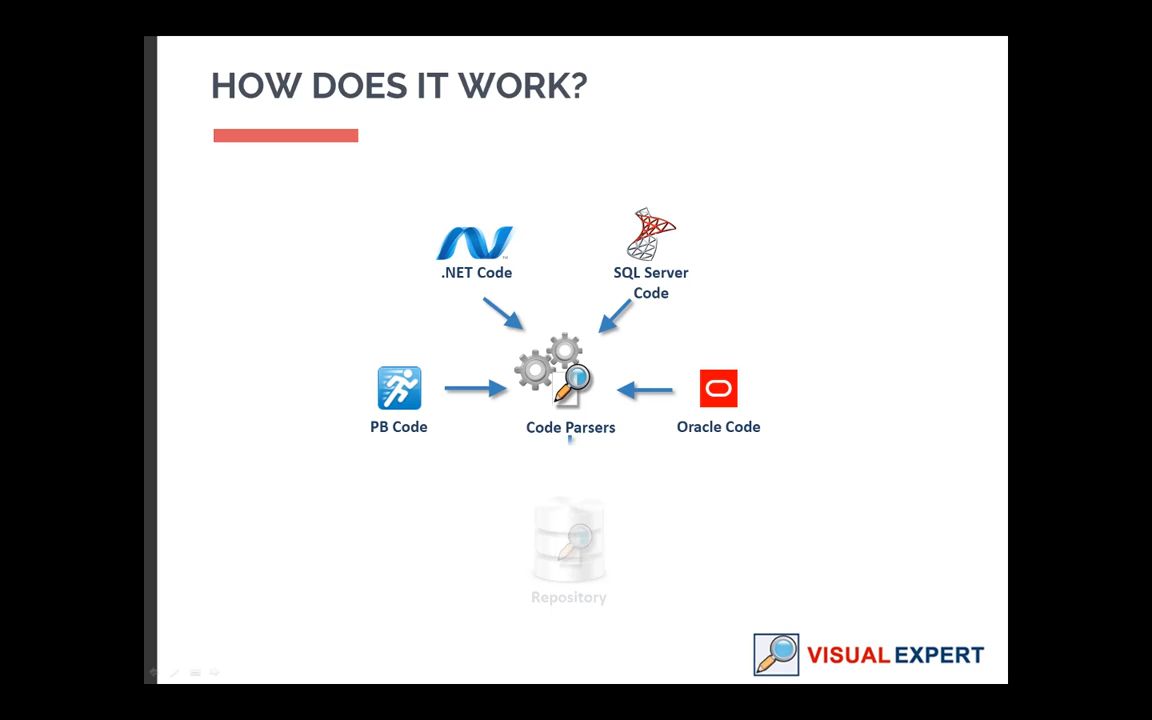 HOW DOES IT WORK?
.NET Code
SQL Server
Code
PB Code
Code Parsers
Oracle Code
Repository
VISUAL EXPERT